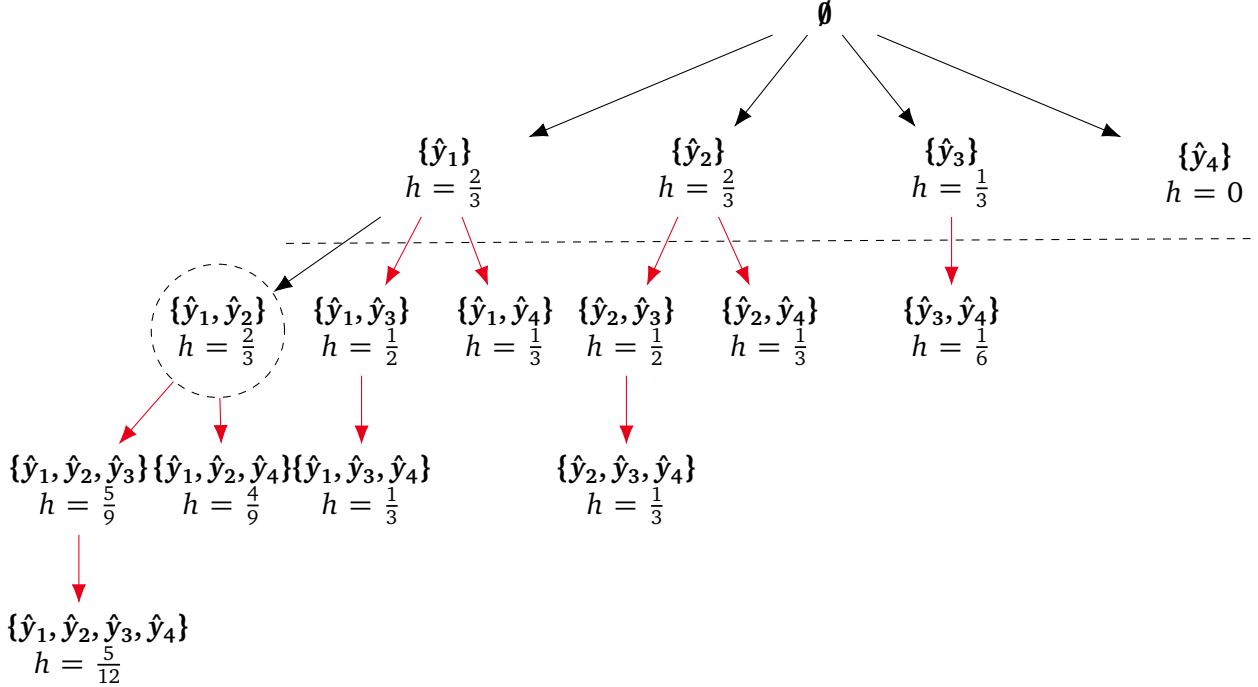 ∅
{ŷ₁}
h = 2/3
{ŷ₂}
h = 2/3
{ŷ₃}
h = 1/3
{ŷ₄}
h = 0
{ŷ₁, ŷ₂}
h = 2/3
{ŷ₁, ŷ₃}
h = 1/2
{ŷ₁, ŷ₄}
h = 1/3
{ŷ₂, ŷ₃}
h = 1/2
{ŷ₂, ŷ₄}
h = 1/3
{ŷ₃, ŷ₄}
h = 1/6
{ŷ₁, ŷ₂, ŷ₃}
h = 5/9
{ŷ₁, ŷ₂, ŷ₄}
h = 4/9
{ŷ₁, ŷ₃, ŷ₄}
h = 1/3
{ŷ₂, ŷ₃, ŷ₄}
h = 1/3
{ŷ₁, ŷ₂, ŷ₃, ŷ₄}
h = 5/12